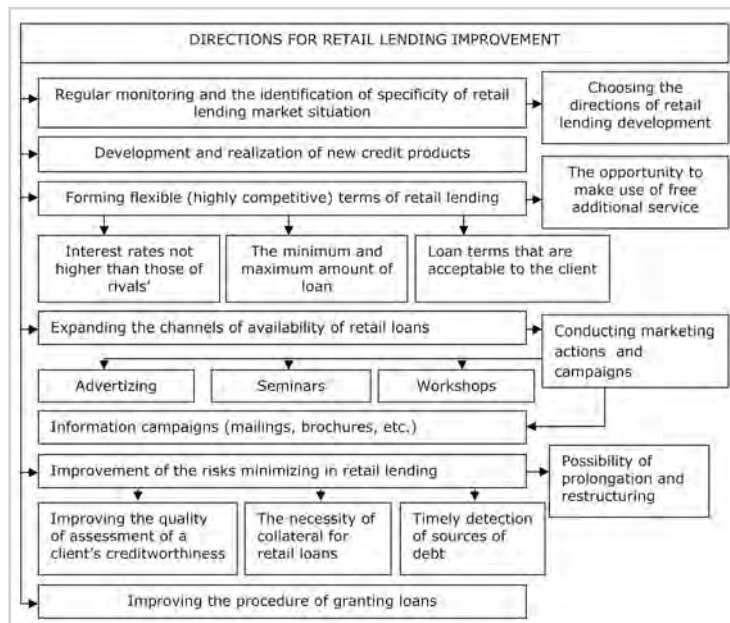 DIRECTIONS FOR RETAIL LENDING IMPROVEMENT
Regular monitoring and the identification of specificity of retail
lending market situation
Choosing the
directions of retail
lending development
Development and realization of new credit products
Forming flexible (highly competitive) terms of retail lending
The opportunity to
make use of free
additional service
Interest rates not
higher than those of
rivals'
The minimum and
maximum amount of
loan
Loan terms that are
acceptable to the client
Expanding the channels of availability of retail loans
Conducting marketing
actions and
campaigns
Advertizing
Seminars
Workshops
Information campaigns (mailings, brochures, etc.)
Improvement of the risks minimizing in retail lending
Possibility of
prolongation and
restructuring
Improving the quality
of assessment of a
client's creditworthiness
The necessity of
collateral for
retail loans
Timely detection
of sources of
debt
Improving the procedure of granting loans